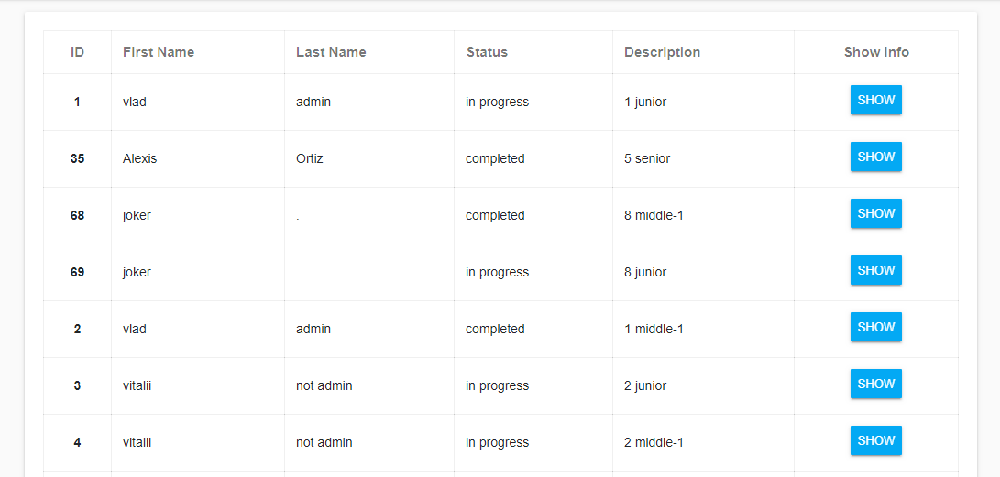 ID First Name Last Name Status Description Show info
1 vlad admin in progress 1 junior SHOW
35 Alexis Ortiz completed 5 senior SHOW
68 joker . completed 8 middle-1 SHOW
69 joker . in progress 8 junior SHOW
2 vlad admin completed 1 middle-1 SHOW
3 vitalii not admin in progress 2 junior SHOW
4 vitalii not admin in progress 2 middle-1 SHOW